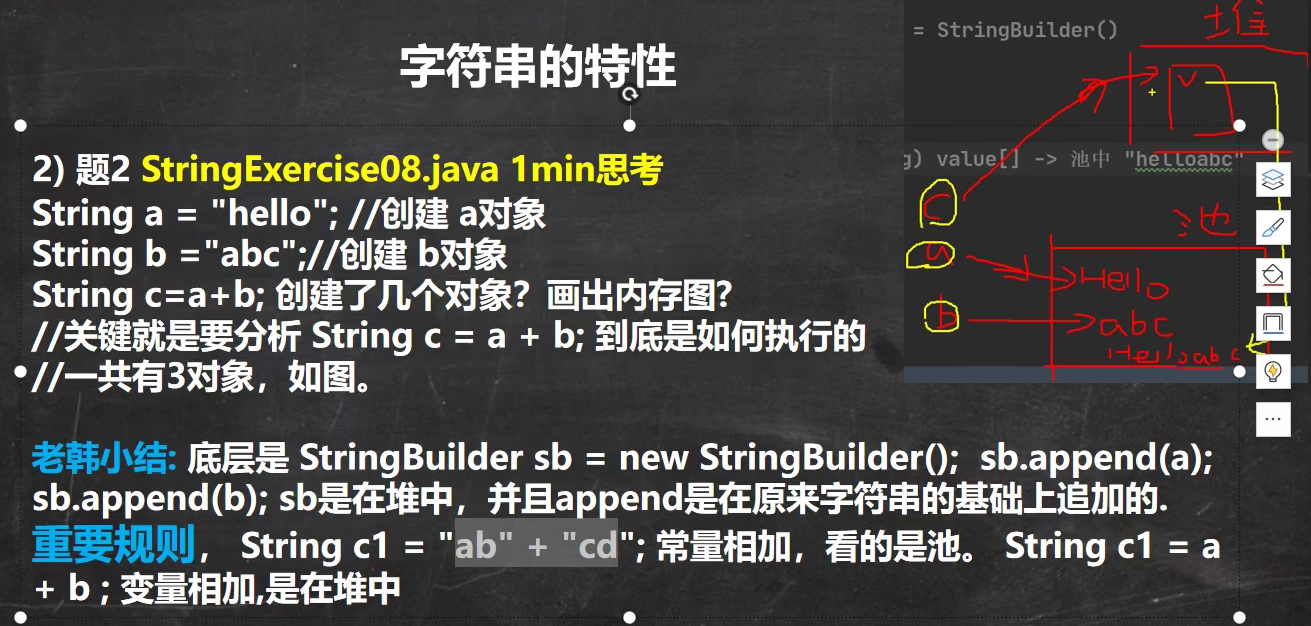 字符串的特性
2) 题2 StringExercise08.java 1min思考
String a = "hello"; //创建 a对象
String b ="abc";//创建 b对象
String c=a+b; 创建了几个对象？画出内存图?
//关键就是要分析 String c = a + b; 到底是如何执行的
//一共有3对象，如图。
老韩小结: 底层是 StringBuilder sb = new StringBuilder();  sb.append(a);
sb.append(b); sb是在堆中，并且append是在原来字符串的基础上追加的.
重要规则， String c1 = "ab" + "cd"; 常量相加，看的是池。 String c1 = a
+ b ; 变量相加,是在堆中
= StringBuilder()
堆
v
g) value[] -> 池中 "helloabc"
c
池
a
Hello
b
abc
Helloabc